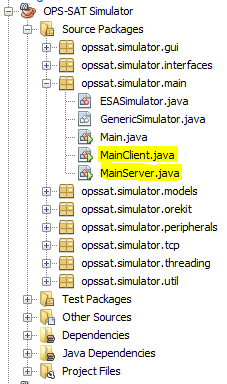 OPS-SAT Simulator
Source Packages
opssat.simulator.gui
opssat.simulator.interfaces
opssat.simulator.main
ESASimulator.java
GenericSimulator.java
Main.java
MainClient.java
MainServer.java
opssat.simulator.models
opssat.simulator.orekit
opssat.simulator.peripherals
opssat.simulator.tcp
opssat.simulator.threading
opssat.simulator.util
Test Packages
Other Sources
Dependencies
Java Dependencies
Project Files